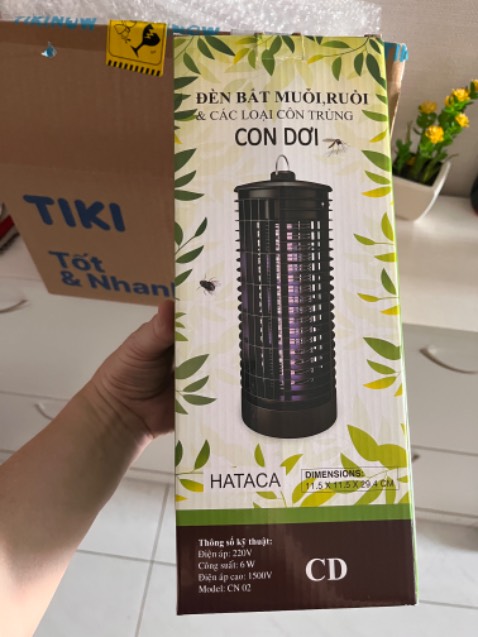 TIKINOW
NOW
ĐÈN BẮT MUỖI,RUỒI
& CÁC LOẠI CÔN TRÙNG
CON DƠI
TIKI
Tốt
& Nhanh
HATACA
DIMENSIONS:
11.5 X 11.5 X 29.4 CM
Thông số kỹ thuật:
Điện áp: 220V
Công suất: 6 W
Điện áp cao: 1500V
Model: CN 02
CD